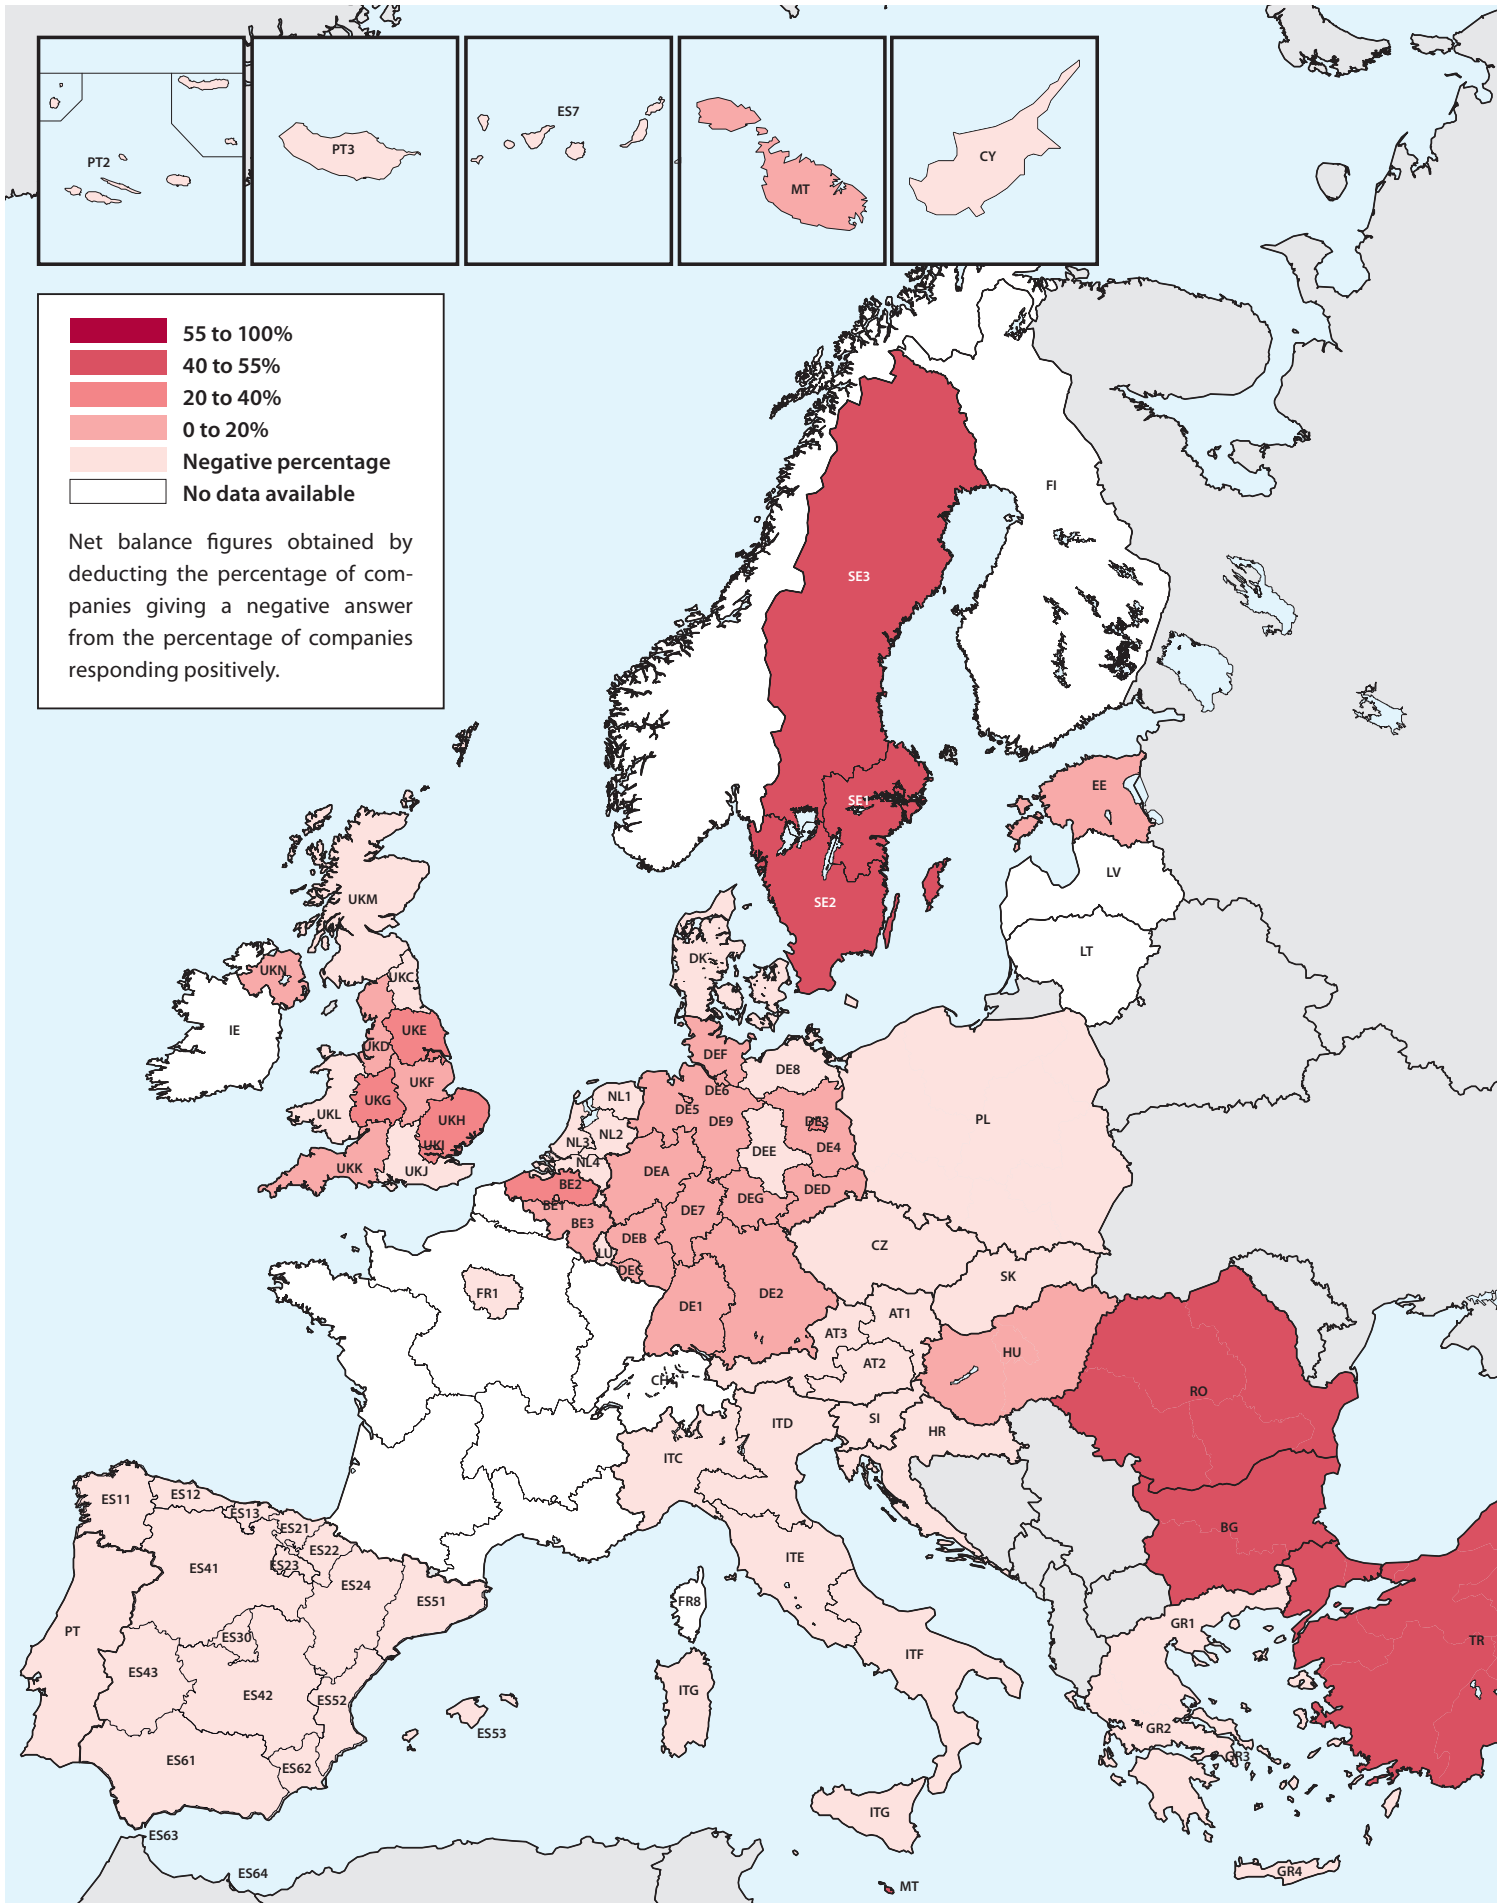 PT2
PT3
ES7
MT
CY
55 to 100%
40 to 55%
20 to 40%
0 to 20%
Negative percentage
No data available
Net balance figures obtained by
deducting the percentage of com-
panies giving a negative answer
from the percentage of companies
responding positively.
FI
SE3
SE1
SE2
EE
LV
LT
UKM
UKN
UKC
IE
UKE
UKD
UKF
UKG
UKL
UKH
UKI
UKK
UKJ
DK
DEF
DE8
DE6
DE5
DE9
DE3
DE4
DEE
DEA
DED
DEG
DE7
DEB
DEC
DE1
DE2
NL1
NL2
NL3
NL4
BE2
BE1
BE3
LU
PL
CZ
SK
FR1
AT1
AT3
AT2
HU
CH
RO
SI
HR
ITD
ITC
BG
ITE
ITF
ES11
ES12
ES13
ES21
ES22
ES23
ES41
ES24
ES51
PT
ES30
ES43
ES42
ES52
ES53
ES61
ES62
ES63
ES64
FR8
ITG
ITG
MT
GR1
TR
GR2
GR3
GR4